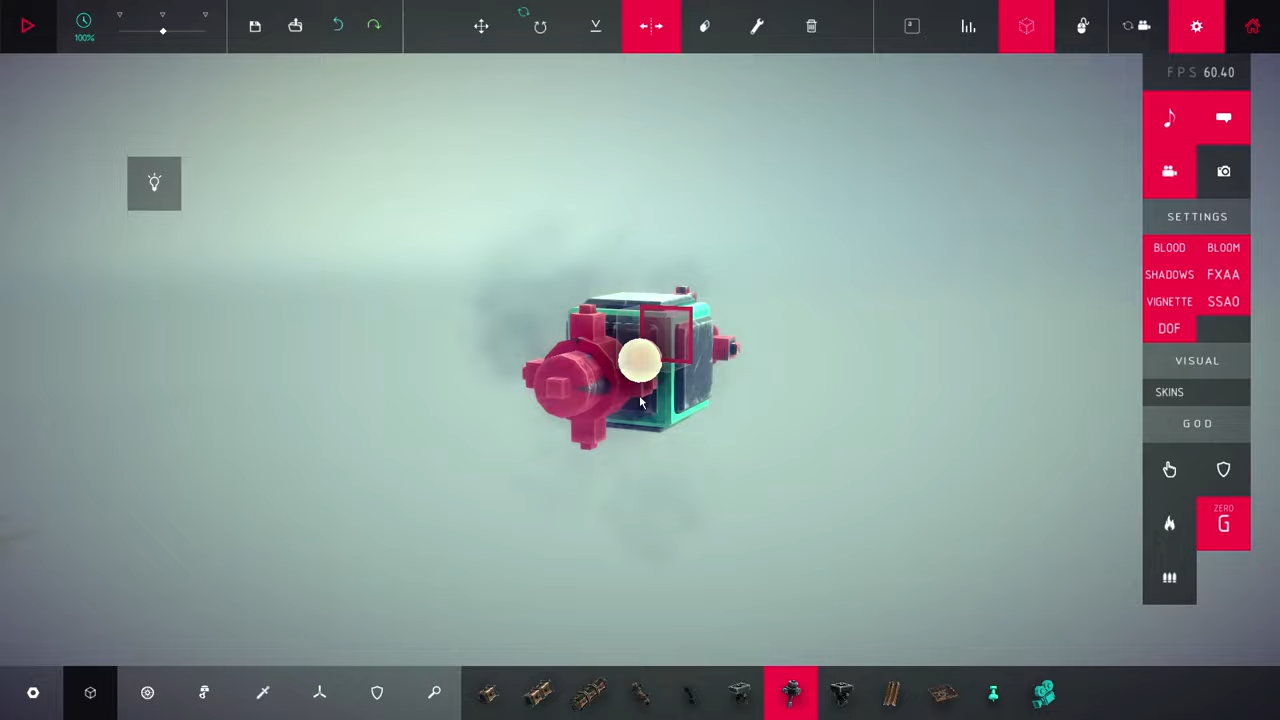 100%
FPS 60.40
SETTINGS
BLOOD BLOOM
SHADOWS FXAA
VIGNETTE SSAO
DOF
VISUAL
SKINS
GOD
ZERO
G